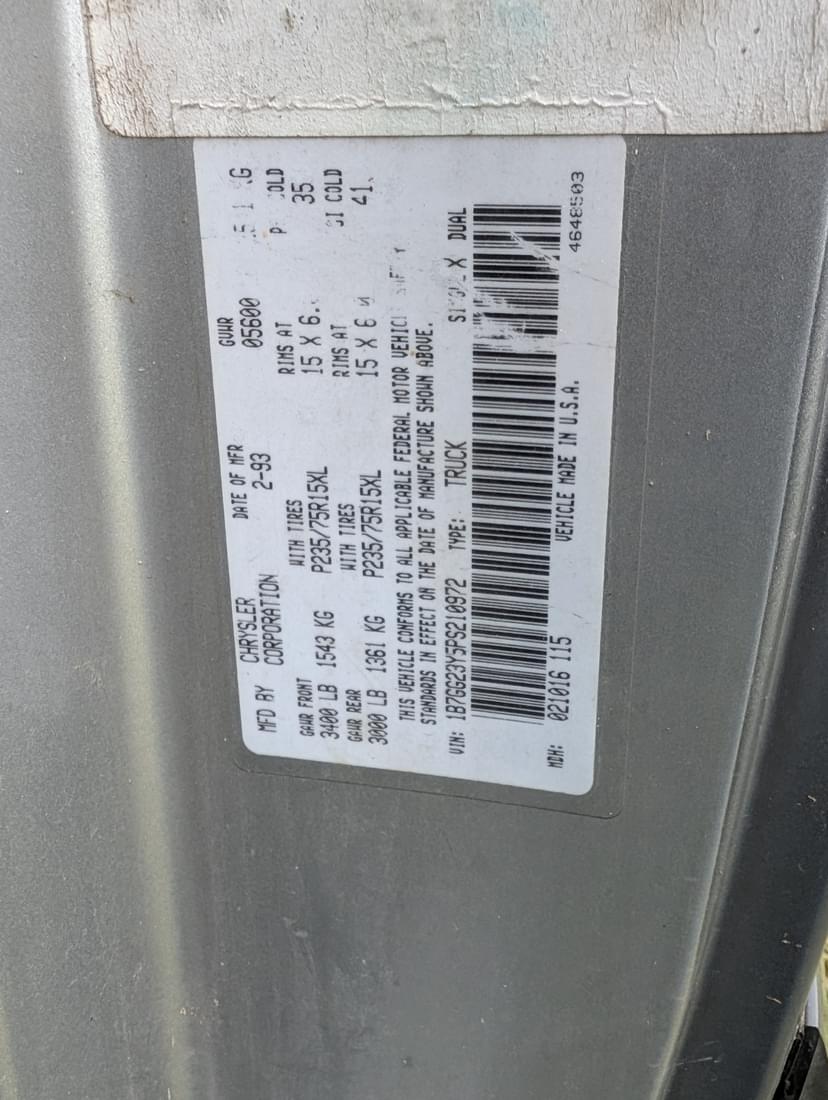 MFD BY CHRYSLER CORPORATION
DATE OF MFR 2-93
GVWR 05600
GAWR FRONT WITH TIRES RIMS AT COLD
3400 LB 1543 KG P235/75R15XL 15 X 6. 35
GAWR REAR WITH TIRES RIMS AT COLD
3000 LB 1361 KG P235/75R15XL 15 X 6 41
THIS VEHICLE CONFORMS TO ALL APPLICABLE FEDERAL MOTOR
STANDARDS IN EFFECT ON THE DATE OF MANUFACTURE SHOWN ABOVE.
VIN: 1B7GG23Y5PS210972 TYPE: TRUCK X DUAL
MDH: 021016 115 VEHICLE MADE IN U.S.A. 4648503